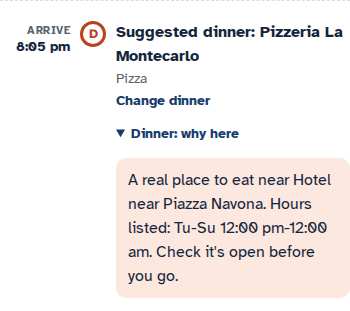 ARRIVE
8:05 pm
D
Suggested dinner: Pizzeria La
Montecarlo
Pizza
Change dinner
▼ Dinner: why here
A real place to eat near Hotel
near Piazza Navona. Hours
listed: Tu-Su 12:00 pm-12:00
am. Check it's open before
you go.